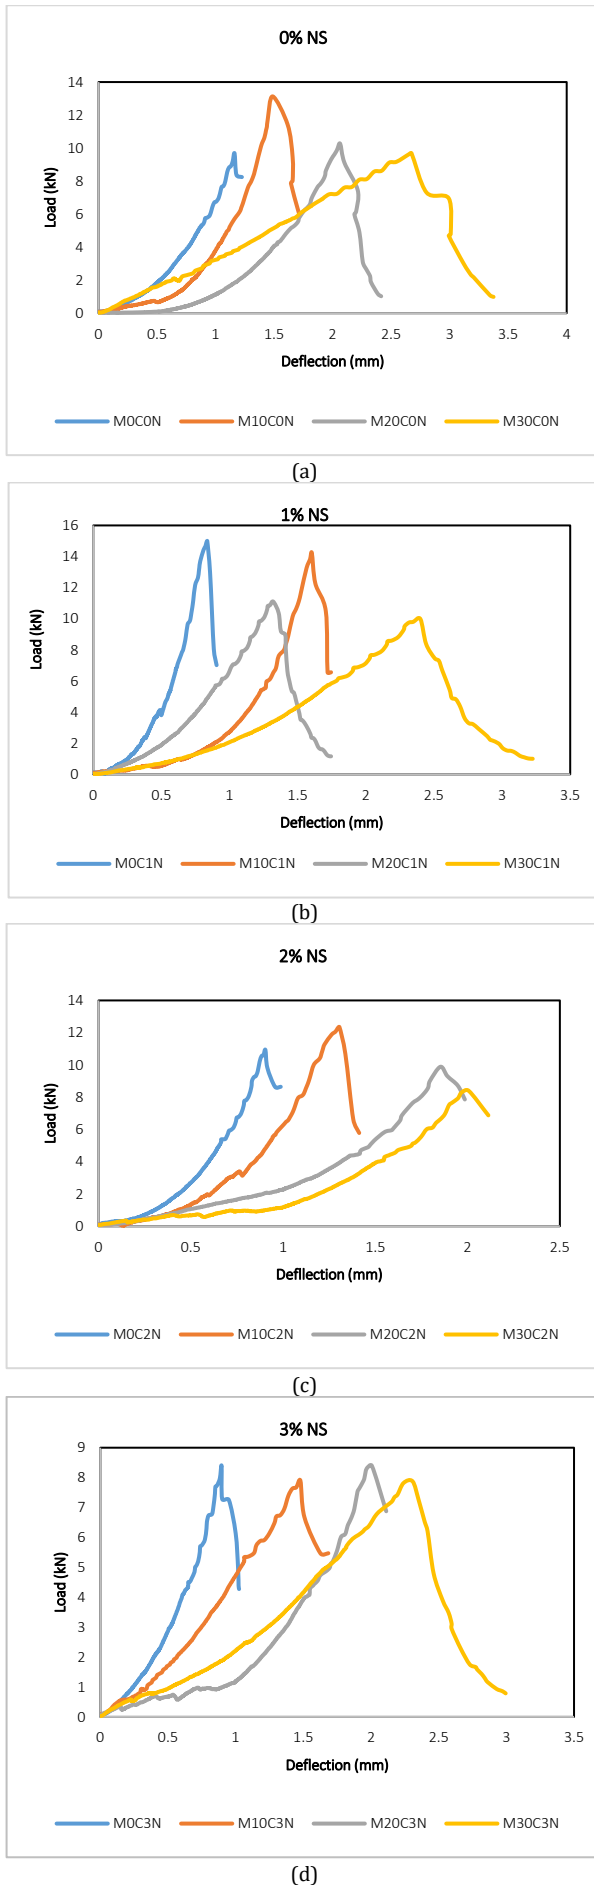 0% NS
14
12
10
8
6
4
2
0
Load (kN)
0 0.5 1 1.5 2 2.5 3 3.5 4
Deflection (mm)
M0C0N M10C0N M20C0N M30C0N
(a)
1% NS
16
14
12
10
8
6
4
2
0
Load (kN)
0 0.5 1 1.5 2 2.5 3 3.5
Deflection (mm)
M0C1N M10C1N M20C1N M30C1N
(b)
2% NS
14
12
10
8
6
4
2
0
Load (kN)
0 0.5 1 1.5 2 2.5
Defllection (mm)
M0C2N M10C2N M20C2N M30C2N
(c)
3% NS
9
8
7
6
5
4
3
2
1
0
Load (kN)
0 0.5 1 1.5 2 2.5 3 3.5
Deflection (mm)
M0C3N M10C3N M20C3N M30C3N
(d)